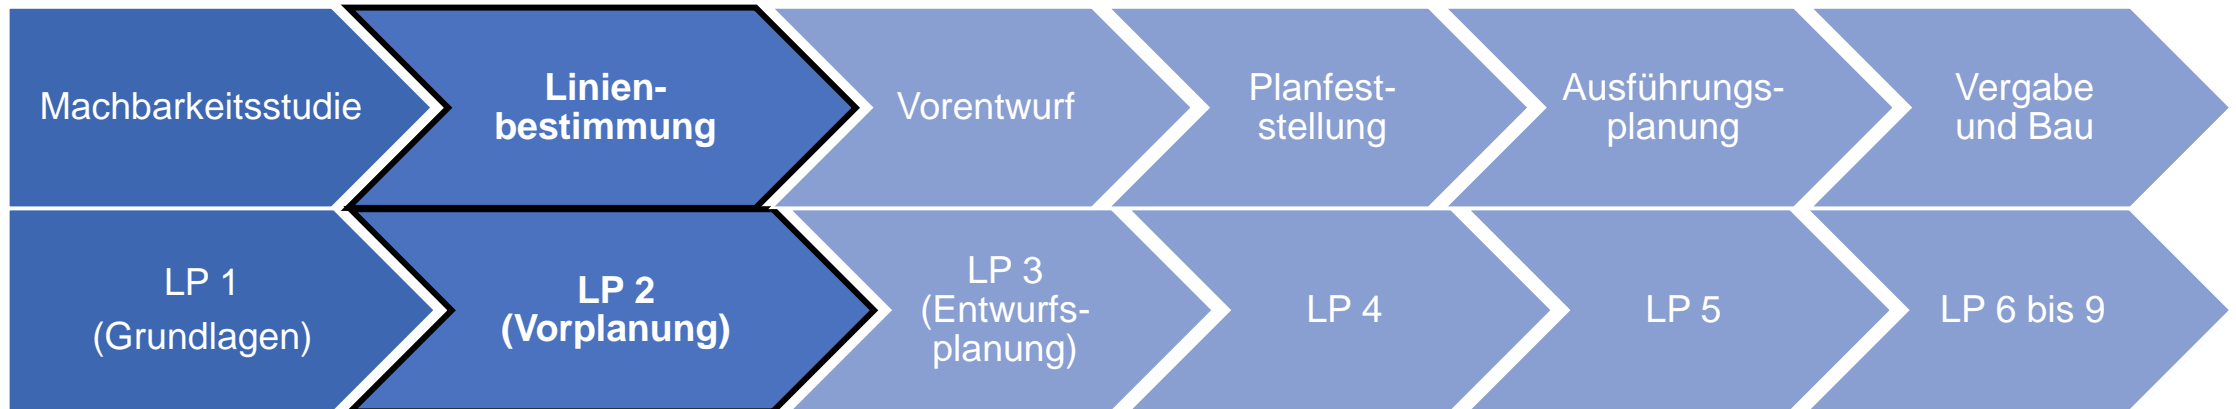 Machbarkeitsstudie
Linien-
bestimmung
Vorentwurf
Planfest-
stellung
Ausführungs-
planung
Vergabe
und Bau
LP 1
(Grundlagen)
LP 2
(Vorplanung)
LP 3
(Entwurfs-
planung)
LP 4
LP 5
LP 6 bis 9